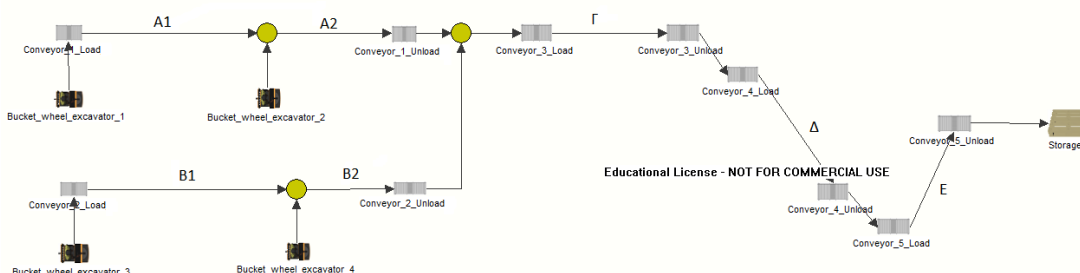 A1
A2
Γ
Conveyor_1_Load
Conveyor_1_Unload
Conveyor_3_Load
Conveyor_3_Unload
Conveyor_4_Load
Bucket_wheel_excavator_1
Bucket_wheel_excavator_2
Δ
Conveyor_5_Unload
Storage
Educational License - NOT FOR COMMERCIAL USE
B1
B2
E
Conveyor_2_Load
Conveyor_2_Unload
Conveyor_4_Unload
Conveyor_5_Load
Bucket_wheel_excavator_3
Bucket_wheel_excavator_4